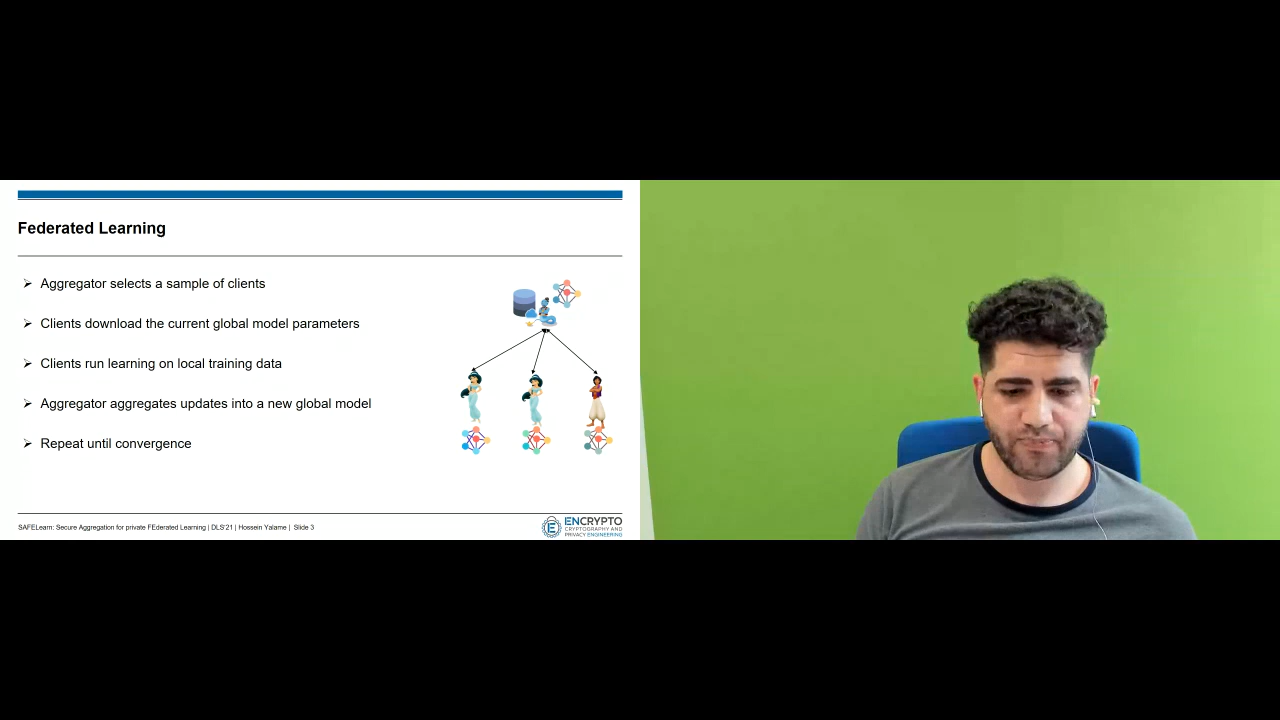 Federated Learning
➢ Aggregator selects a sample of clients
➢ Clients download the current global model parameters
➢ Clients run learning on local training data
➢ Aggregator aggregates updates into a new global model
➢ Repeat until convergence
SAFELearn: Secure Aggregation for private FEderated Learning | DLS'21 | Hossein Yalame | Slide 3
ENCRYPTO
CRYPTOGRAPHY AND
PRIVACY ENGINEERING